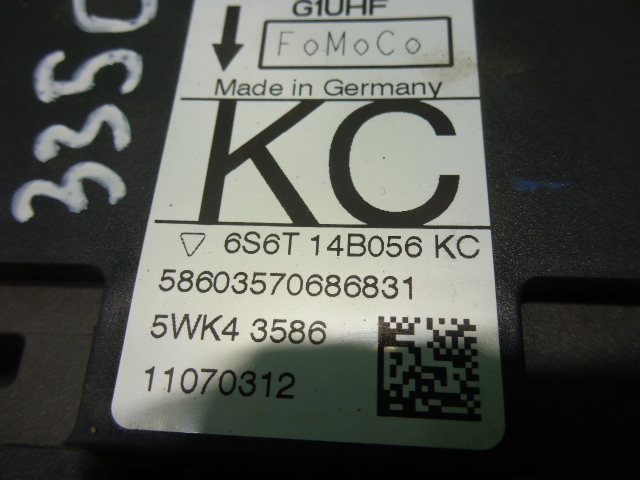 G1UHF
FoMoCo
Made in Germany
KC
6S6T 14B056 KC
58603570686831
5WK4 3586
11070312